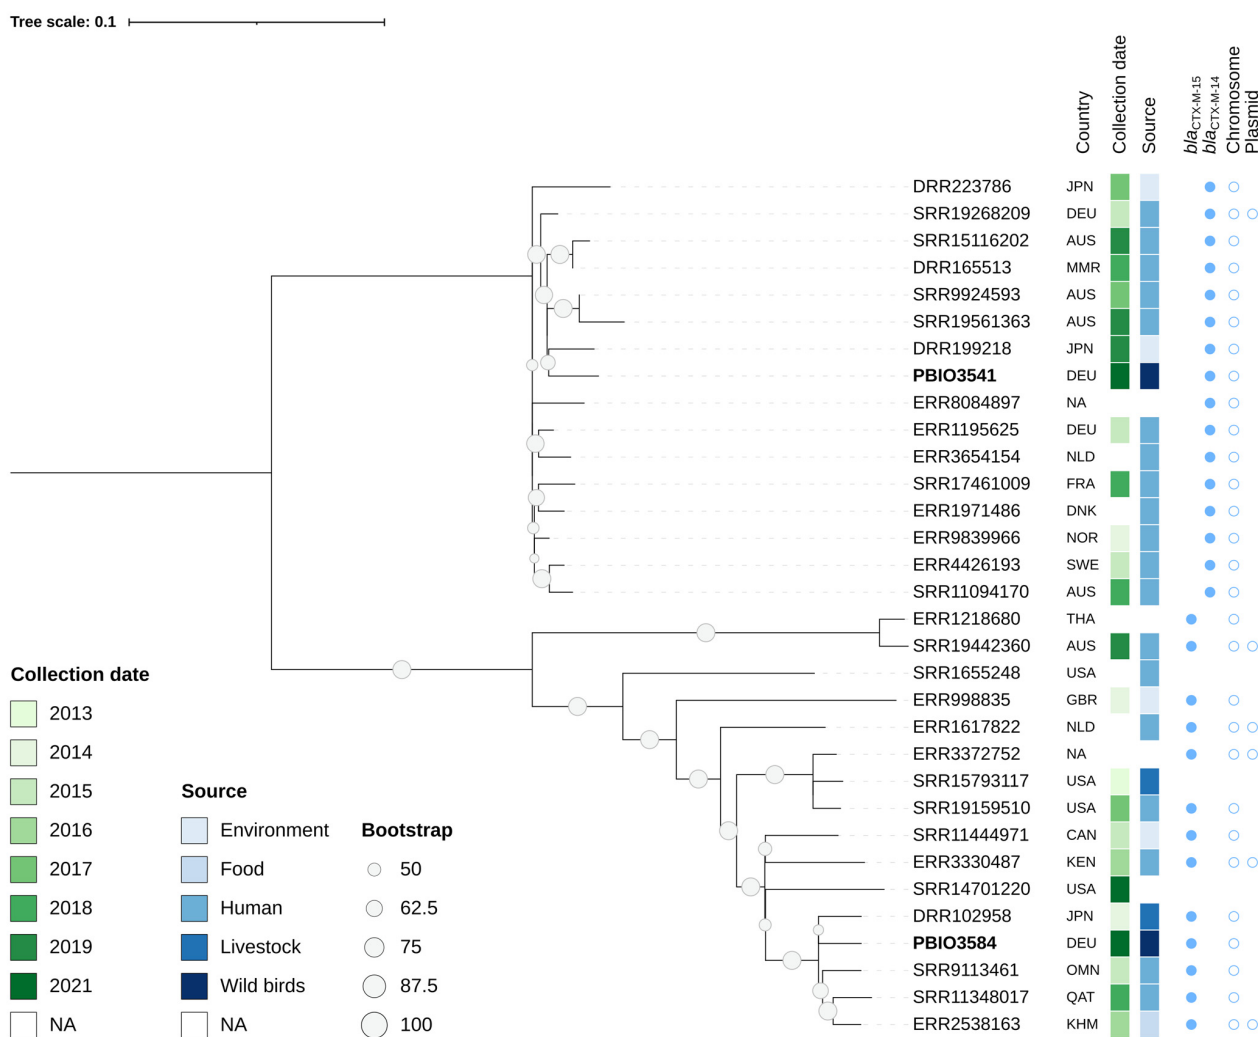 Tree scale: 0.1
Country
Collection date
Source
blaCTX-M-15
blaCTX-M-14
Chromosome
Plasmid
DRR223786 JPN
SRR19268209 DEU
SRR15116202 AUS
DRR165513 MMR
SRR9924593 AUS
SRR19561363 AUS
DRR199218 JPN
PBIO3541 DEU
ERR8084897 NA
ERR1195625 DEU
ERR3654154 NLD
SRR17461009 FRA
ERR1971486 DNK
ERR9839966 NOR
ERR4426193 SWE
SRR11094170 AUS
ERR1218680 THA
SRR19442360 AUS
SRR1655248 USA
ERR998835 GBR
ERR1617822 NLD
ERR3372752 NA
SRR15793117 USA
SRR19159510 USA
SRR11444971 CAN
ERR3330487 KEN
SRR14701220 USA
DRR102958 JPN
PBIO3584 DEU
SRR9113461 OMN
SRR11348017 QAT
ERR2538163 KHM
Collection date
2013
2014
2015
2016
2017
2018
2019
2021
NA
Source
Environment
Food
Human
Livestock
Wild birds
NA
Bootstrap
50
62.5
75
87.5
100